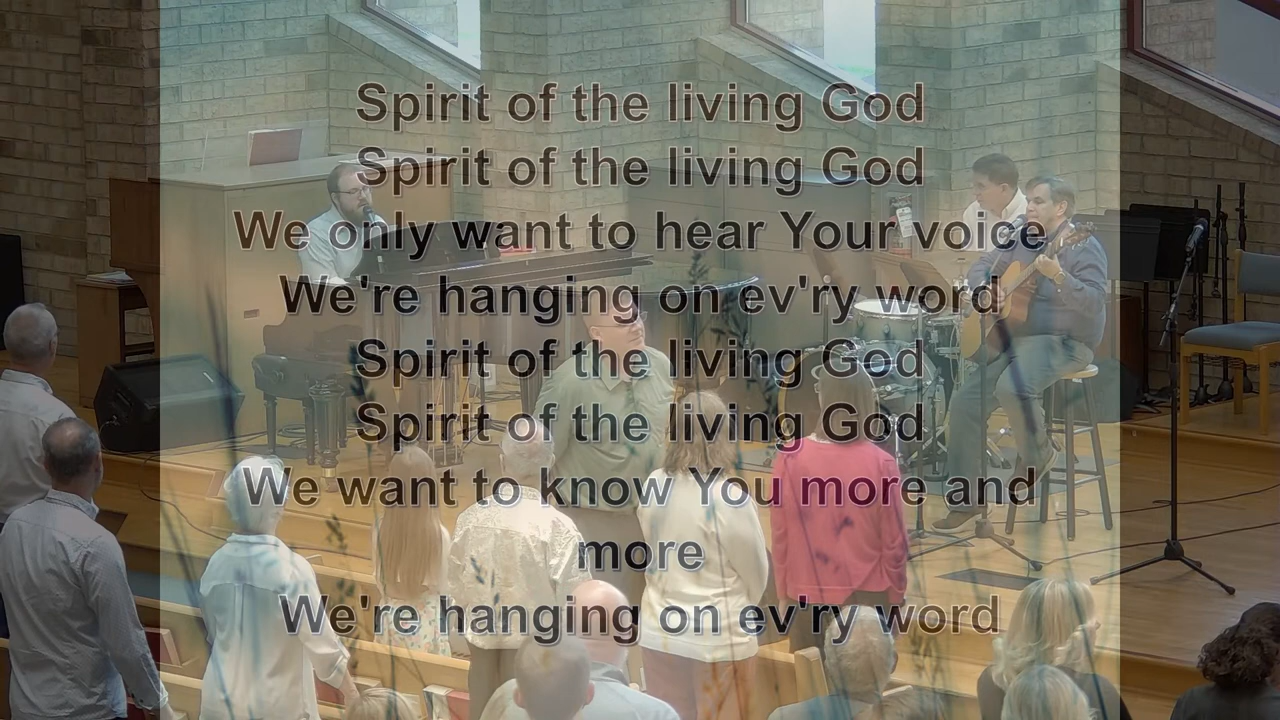 Spirit of the living God
Spirit of the living God
We only want to hear Your voice
We're hanging on ev'ry word
Spirit of the living God
Spirit of the living God
We want to know You more and
more
We're hanging on ev'ry word